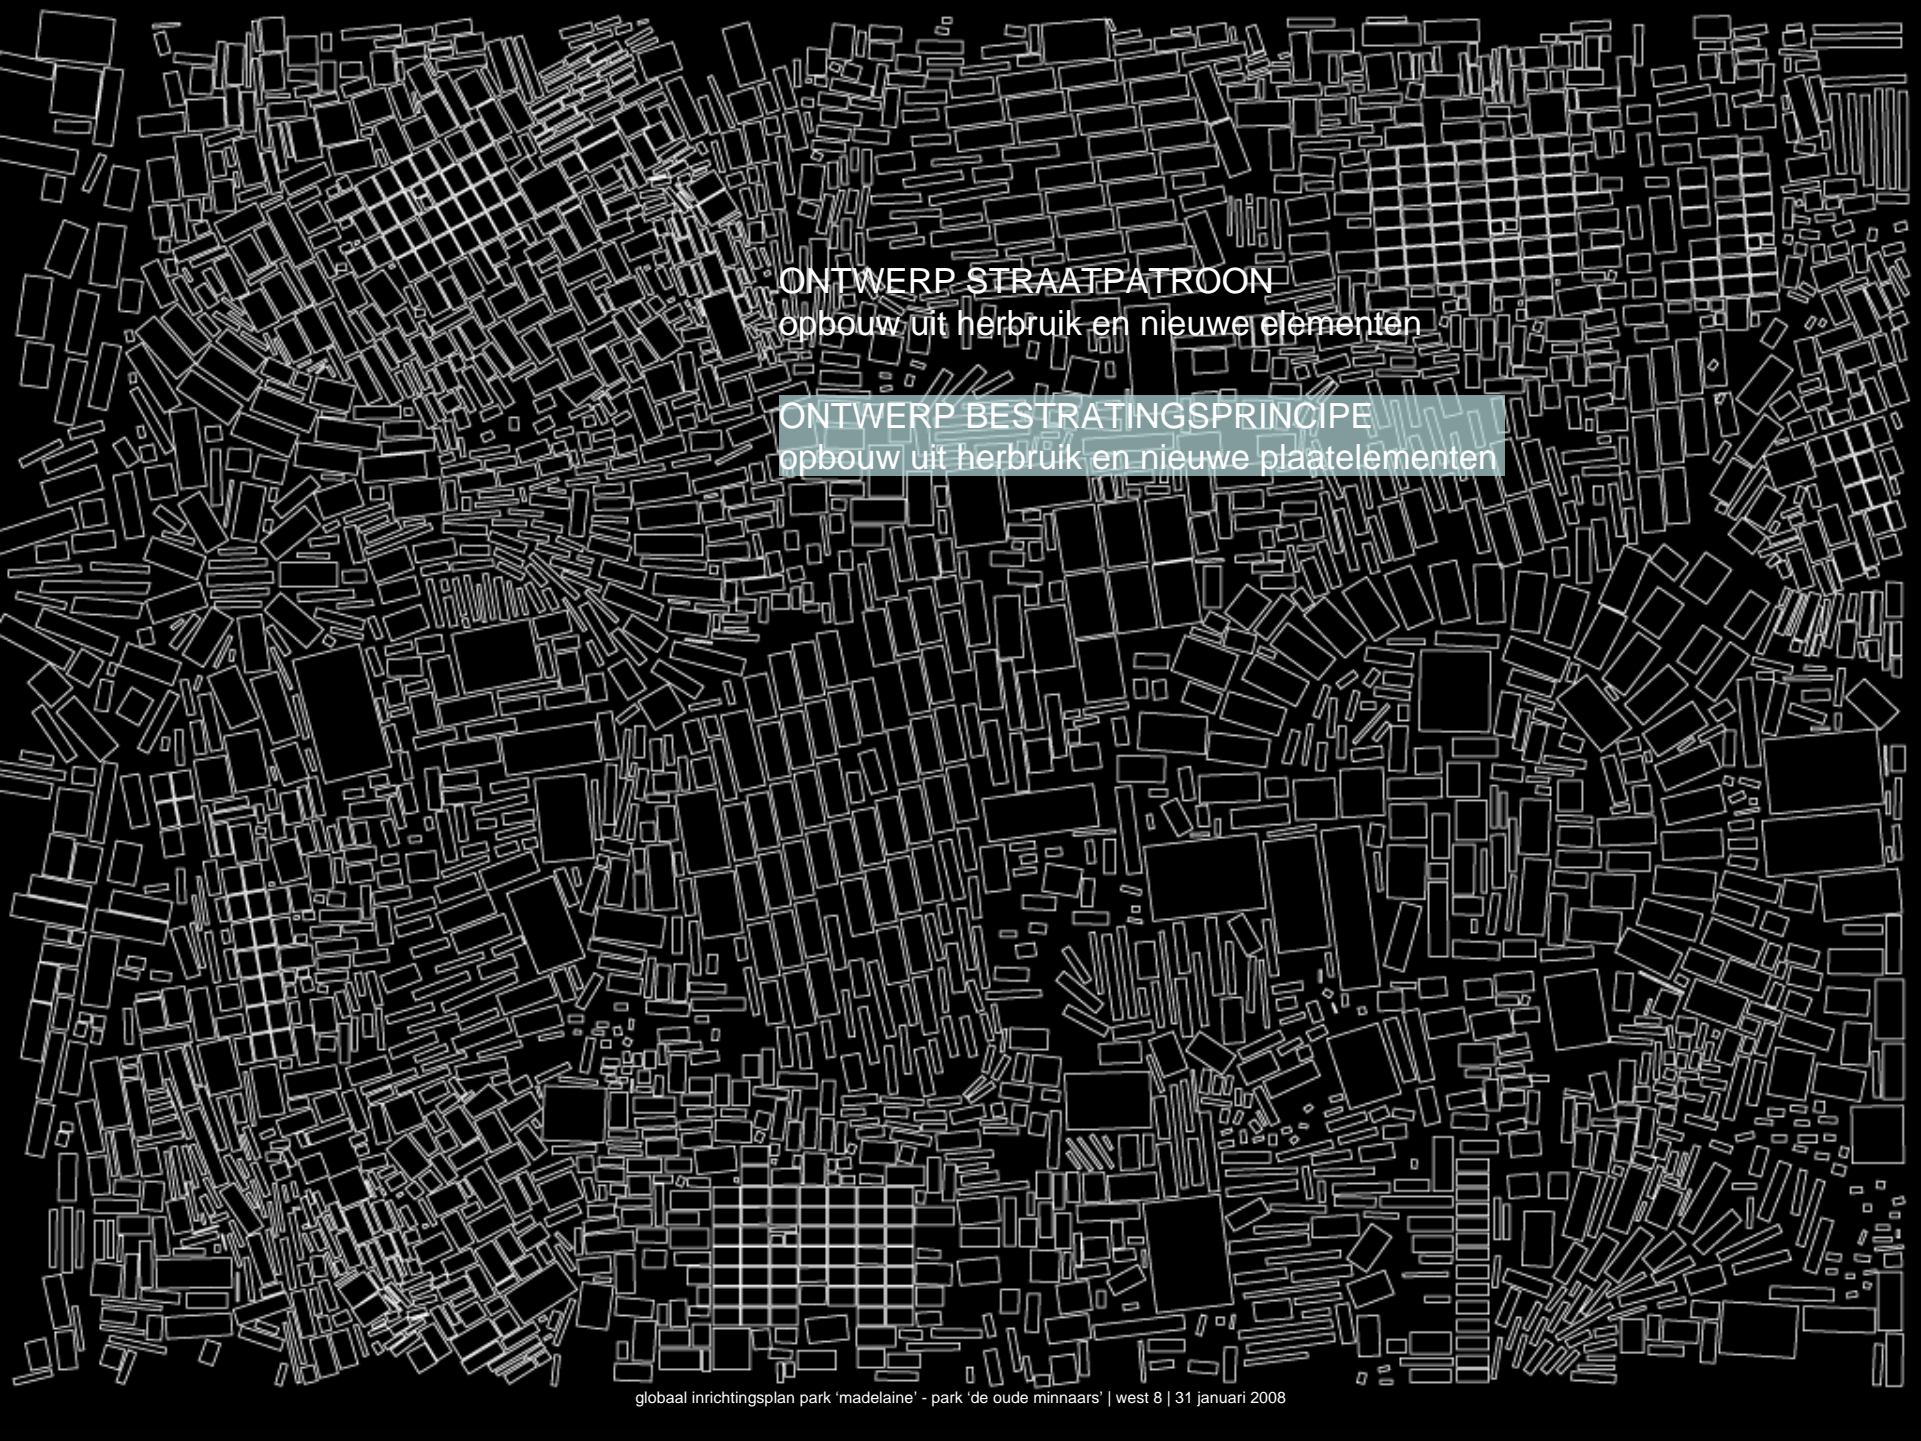 ONTWERP STRAATPATROON
opbouw uit herbruik en nieuwe elementen
ONTWERP BESTRATINGSPRINCIPE
opbouw uit herbruik en nieuwe plaatelementen
globaal inrichtingsplan park ‘madelaine’ - park ‘de oude minnaars’ | west 8 | 31 januari 2008